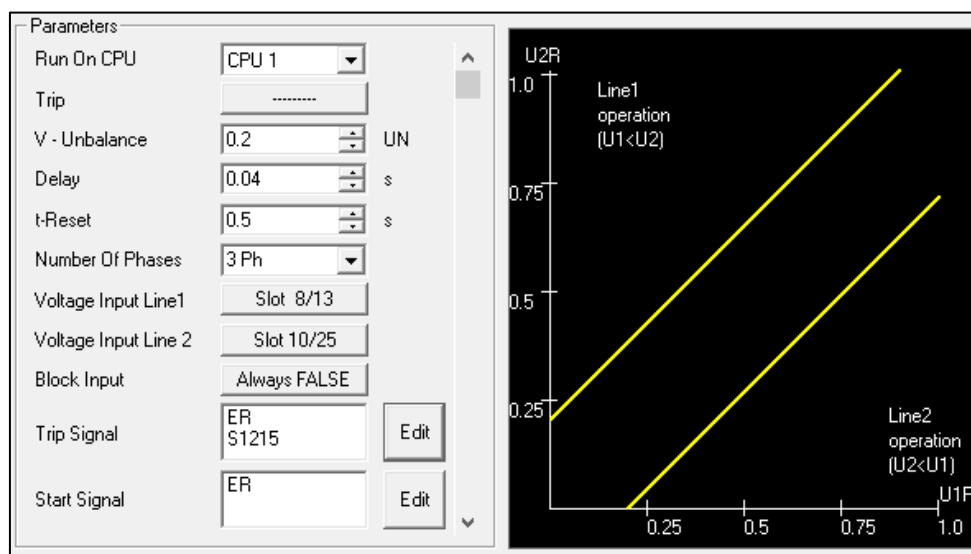 Parameters
Run On CPU CPU 1
Trip ---------
V - Unbalance 0.2 UN
Delay 0.04 s
t-Reset 0.5 s
Number Of Phases 3 Ph
Voltage Input Line1 Slot 8/13
Voltage Input Line 2 Slot 10/25
Block Input Always FALSE
Trip Signal ER
S1215
Edit
Start Signal ER
Edit
U2R
1.0
Line1
operation
(U1<U2)
0.75
0.5
0.25
Line2
operation
(U2<U1)
0.25 0.5 0.75 1.0